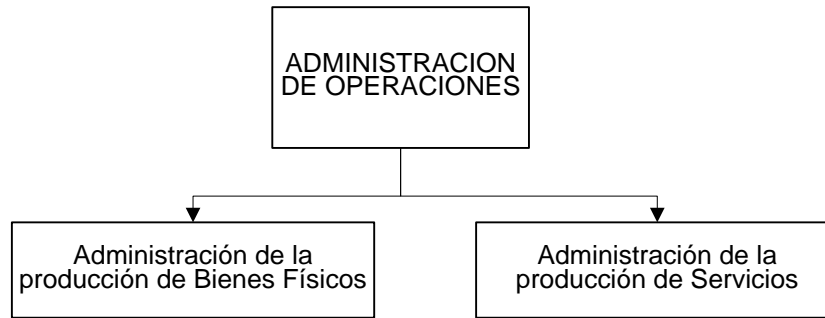 ADMINISTRACION
DE OPERACIONES
Administración de la
producción de Bienes Físicos
Administración de la
producción de Servicios